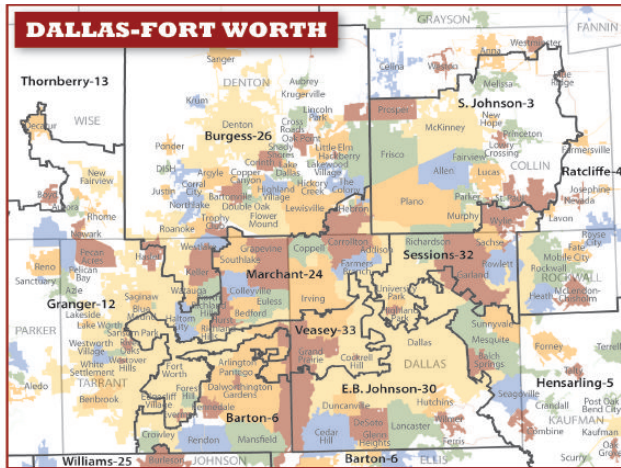 DALLAS-FORT WORTH
GRAYSON
FANNIN
Sanger
Celina
Weston
Anna
Westminster
Blue Ridge
Thornberry-13
DENTON
Aubrey
Krugerville
Melissa
WISE
Krum
Lincoln Park
Prosper
S. Johnson-3
Decatur
Denton
Cross Roads
Oak Point
McKinney
New Hope
Princeton
Burgess-26
Ponder
Shady Shores
Little Elm
Hackberry
Lowry Crossing
COLLIN
Farmersville
New Fairview
DISH
Argyle
Corinth
Lake Dallas
Lakewood Village
Frisco
Fairview
Copper Canyon
Hickory Creek
The Colony
Allen
Lucas
Ratcliffe-4
Justin
Corral City
Bartonville
Highland Village
Parker
Josephine
Boyd
Northlake
Double Oak
Lewisville
Plano
Nevada
Aurora
Rhome
Trophy Club
Flower Mound
Hebron
Murphy
Wylie
Lavon
Newark
Roanoke
Royse City
Pecan Acres
Haslet
Westlake
Grapevine
Coppell
Carrollton
Addison
Richardson
Sachse
Fate
Reno
Keller
Southlake
Sessions-32
Mobile City
Sanctuary
Pelican Bay
Marchant-24
Farmers Branch
Rowlett
Rockwall
Azle
Watauga
Colleyville
Garland
ROCKWALL
Granger-12
Saginaw
Euless
Irving
University Park
Heath
McLendon-Chisholm
Lakeside
Blue Mound
Haltom City
Bedford
Highland Park
PARKER
Lake Worth
Sansom Park
Hurst
Veasey-33
Sunnyvale
Westworth Village
Grand Prairie
Dallas
Mesquite
Forney
Terrell
White Settlement
Westover Hills
Fort Worth
Arlington
Pantego
Cockrell Hill
DALLAS
Balch Springs
Aledo
TARRANT
Forest Hill
Dalworthington Gardens
E.B. Johnson-30
Hensarling-5
Benbrook
Edgecliff Village
Hutchins
Seagoville
Kennedale
Duncanville
Post Oak Bend City
Barton-6
DeSoto
Lancaster
Wilmer
Crandall
Crowley
Rendon
Mansfield
Cedar Hill
Glenn Heights
Combine
KAUFMAN
Kaufman
Williams-25
Burleson
JOHNSON
Barton-6
ELLIS
Ferris
Scurry
Oak Grove